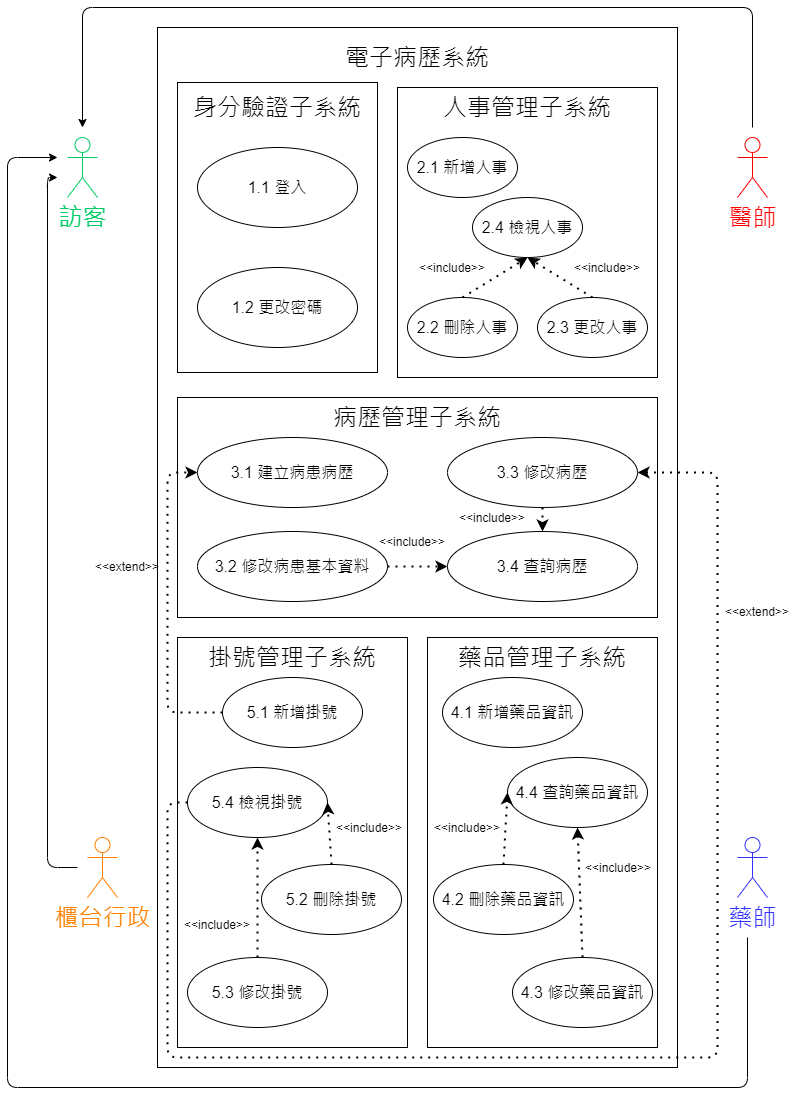 電子病歷系統
身分驗證子系統
1.1 登入
1.2 更改密碼
人事管理子系統
2.1 新增人事
2.4 檢視人事
<<include>>
<<include>>
2.2 刪除人事
2.3 更改人事
訪客
醫師
病歷管理子系統
3.1 建立病患病歷
3.3 修改病歷
<<include>>
<<include>>
3.2 修改病患基本資料
3.4 查詢病歷
<<extend>>
<<extend>>
掛號管理子系統
5.1 新增掛號
5.4 檢視掛號
<<include>>
5.2 刪除掛號
<<include>>
5.3 修改掛號
藥品管理子系統
4.1 新增藥品資訊
4.4 查詢藥品資訊
<<include>>
<<include>>
4.2 刪除藥品資訊
4.3 修改藥品資訊
櫃台行政
藥師